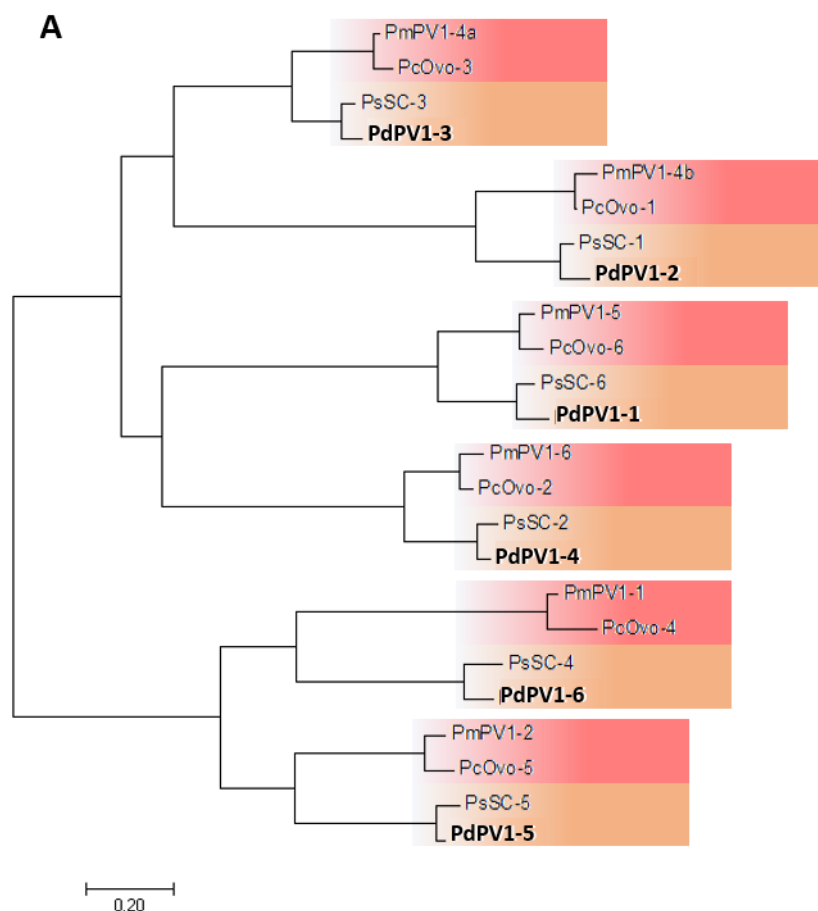 A
PmPV1-4a
PcOvo-3
PsSC-3
PdPV1-3
PmPV1-4b
PcOvo-1
PsSC-1
PdPV1-2
PmPV1-5
PcOvo-6
PsSC-6
PdPV1-1
PmPV1-6
PcOvo-2
PsSC-2
PdPV1-4
PmPV1-1
PcOvo-4
PsSC-4
PdPV1-6
PmPV1-2
PcOvo-5
PsSC-5
PdPV1-5
0.20